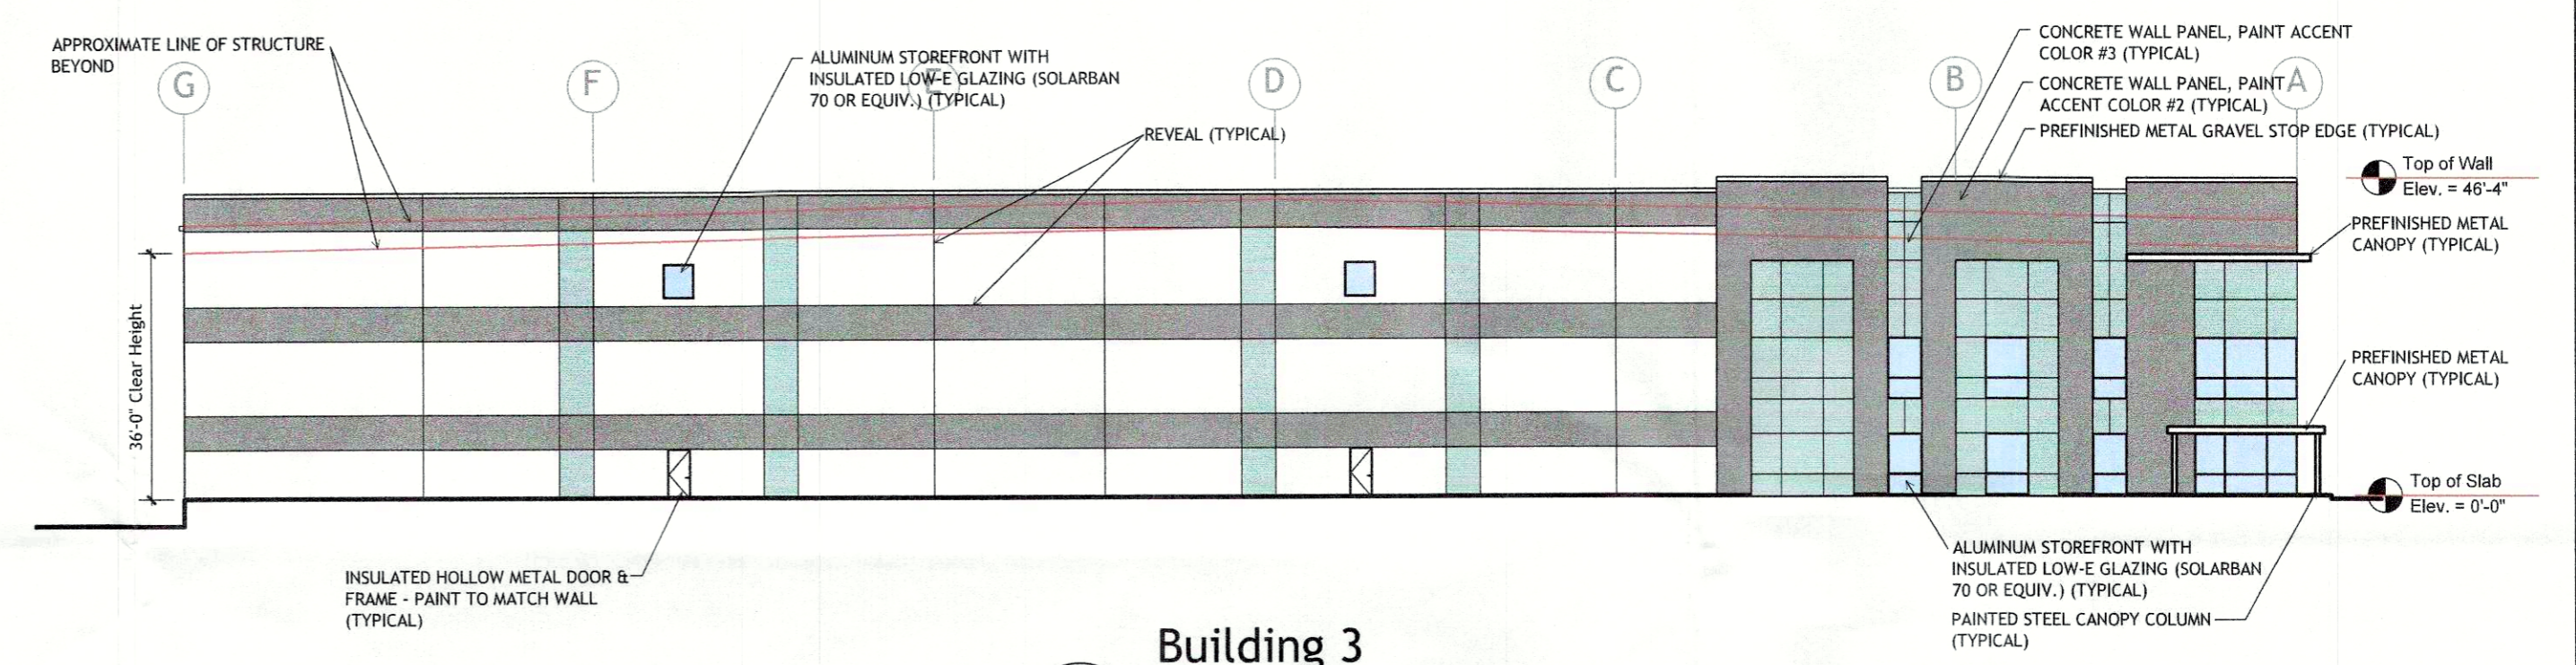 APPROXIMATE LINE OF STRUCTURE
BEYOND
G
F
E
D
C
B
A
ALUMINUM STOREFRONT WITH
INSULATED LOW-E GLAZING (SOLARBAN
70 OR EQUIV.) (TYPICAL)
REVEAL (TYPICAL)
CONCRETE WALL PANEL, PAINT ACCENT
COLOR #3 (TYPICAL)
CONCRETE WALL PANEL, PAINT
ACCENT COLOR #2 (TYPICAL)
PREFINISHED METAL GRAVEL STOP EDGE (TYPICAL)
Top of Wall
Elev. = 46'-4"
PREFINISHED METAL
CANOPY (TYPICAL)
PREFINISHED METAL
CANOPY (TYPICAL)
36'-0" Clear Height
Top of Slab
Elev. = 0'-0"
INSULATED HOLLOW METAL DOOR &
FRAME - PAINT TO MATCH WALL
(TYPICAL)
ALUMINUM STOREFRONT WITH
INSULATED LOW-E GLAZING (SOLARBAN
70 OR EQUIV.) (TYPICAL)
PAINTED STEEL CANOPY COLUMN
(TYPICAL)
Building 3